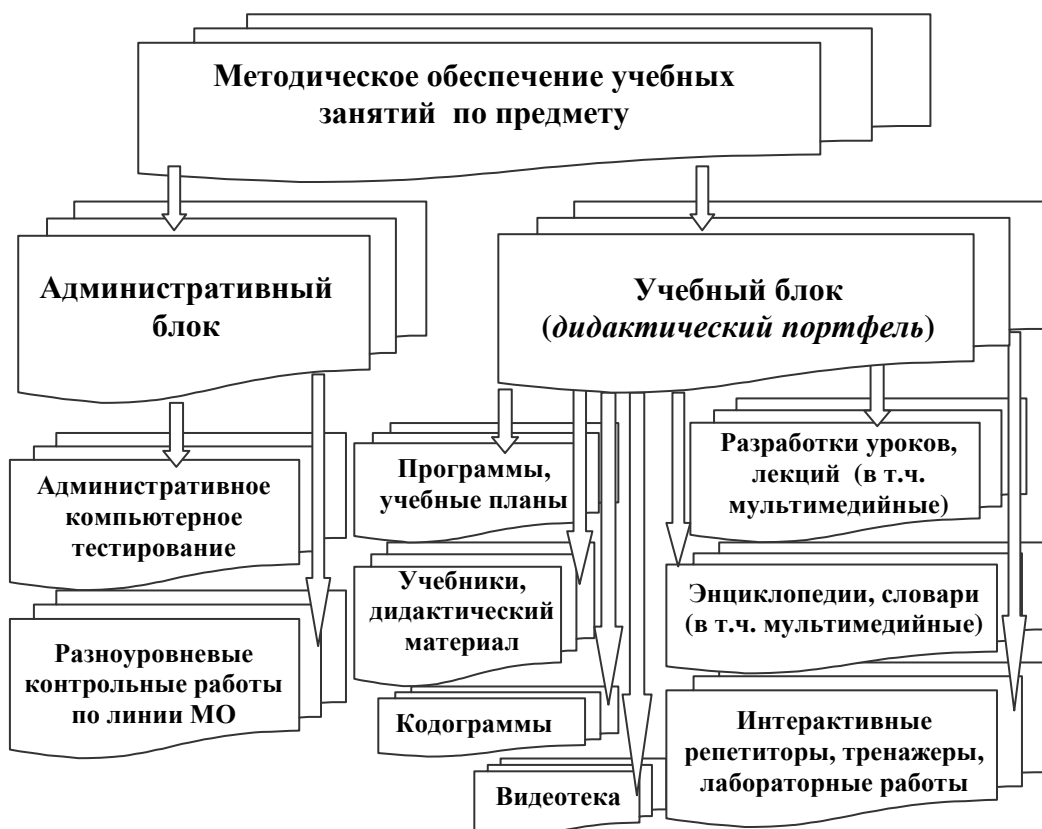 Методическое обеспечение учебных
занятий по предмету
Административный
блок
Учебный блок
(дидактический портфель)
Административное
компьютерное
тестирование
Разноуровневые
контрольные работы
по линии МО
Программы,
учебные планы
Учебники,
дидактический
материал
Кодограммы
Видеотека
Разработки уроков,
лекций (в т.ч.
мультимедийные)
Энциклопедии, словари
(в т.ч. мультимедийные)
Интерактивные
репетиторы, тренажеры,
лабораторные работы